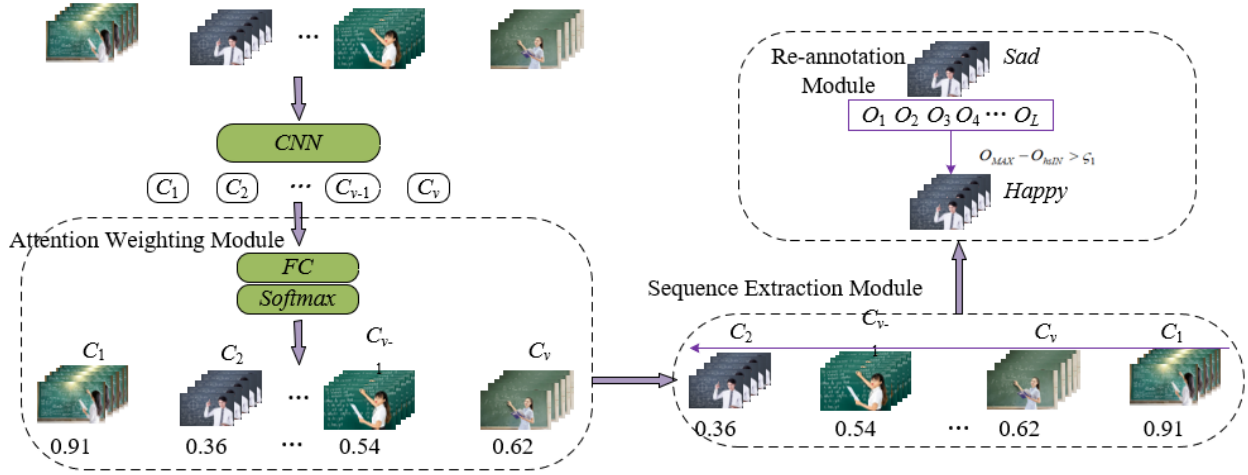 ...
CNN
C1 C2 ... Cv-1 Cv
Attention Weighting Module
FC
Softmax
C1 C2 Cv-1 Cv
...
0.91 0.36 ... 0.54 0.62
Re-annotation
Module
Sad
O1 O2 O3 O4 ... OL
OMAX − OhsIN > ς1
Happy
Sequence Extraction Module
C2 Cv-1 Cv C1
0.36 0.54 ... 0.62 0.91